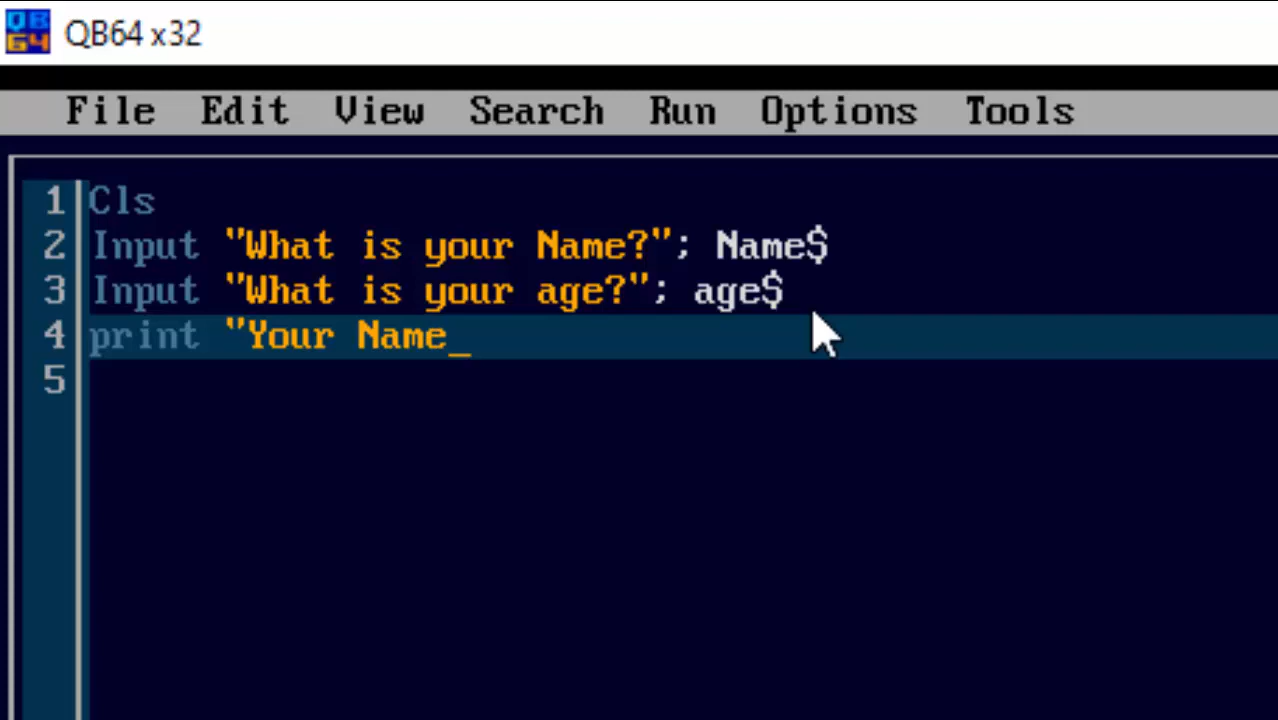 QB64 QB64 x32
File Edit View Search Run Options Tools
1 Cls
2 Input "What is your Name?"; Name$
3 Input "What is your age?"; age$
4 print "Your Name_
5